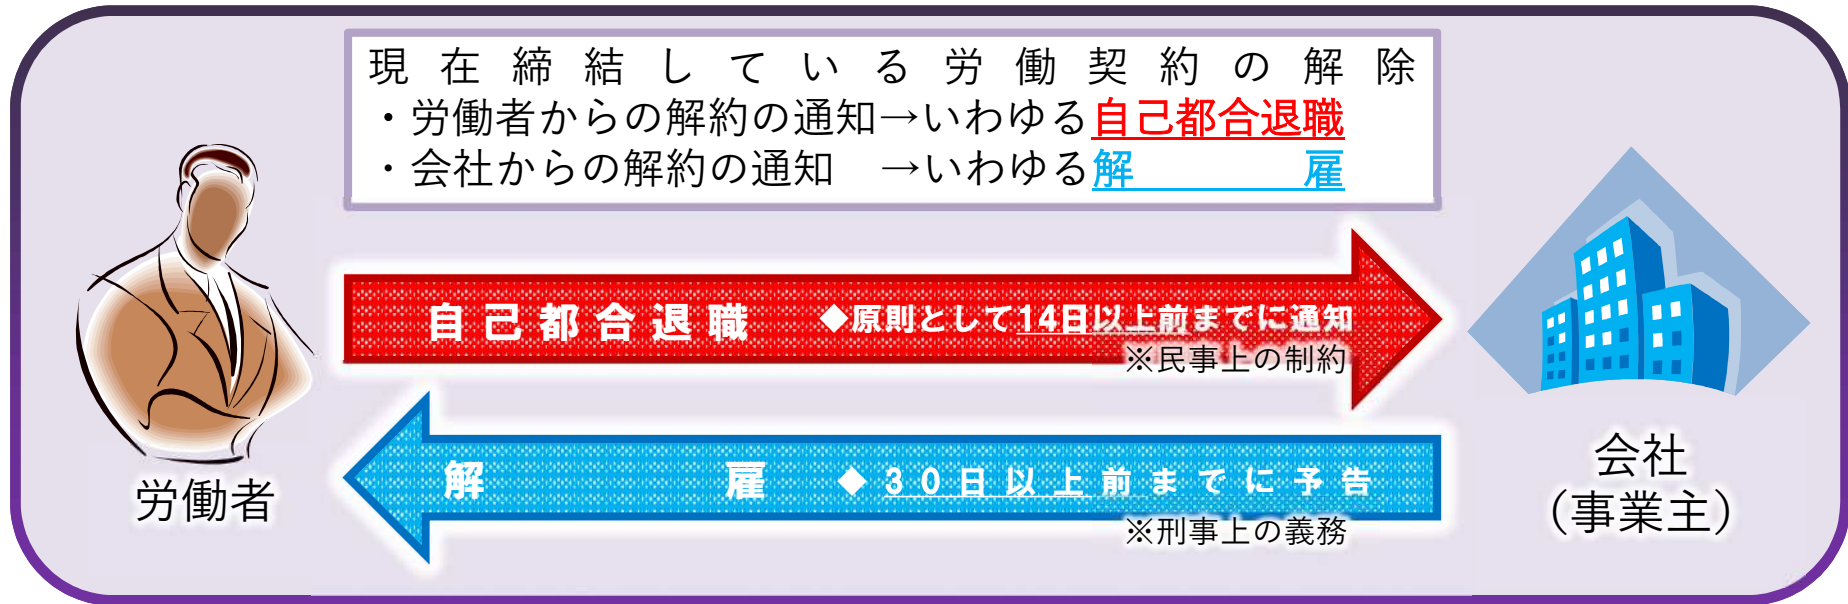 現在締結している労働契約の解除
・労働者からの解約の通知→いわゆる自己都合退職
・会社からの解約の通知　→いわゆる解　　　　雇
自己都合退職　◆原則として14日以上前までに通知
※民事上の制約
解　　　　雇　◆30日以上前までに予告
※刑事上の義務
労働者
会社
（事業主）